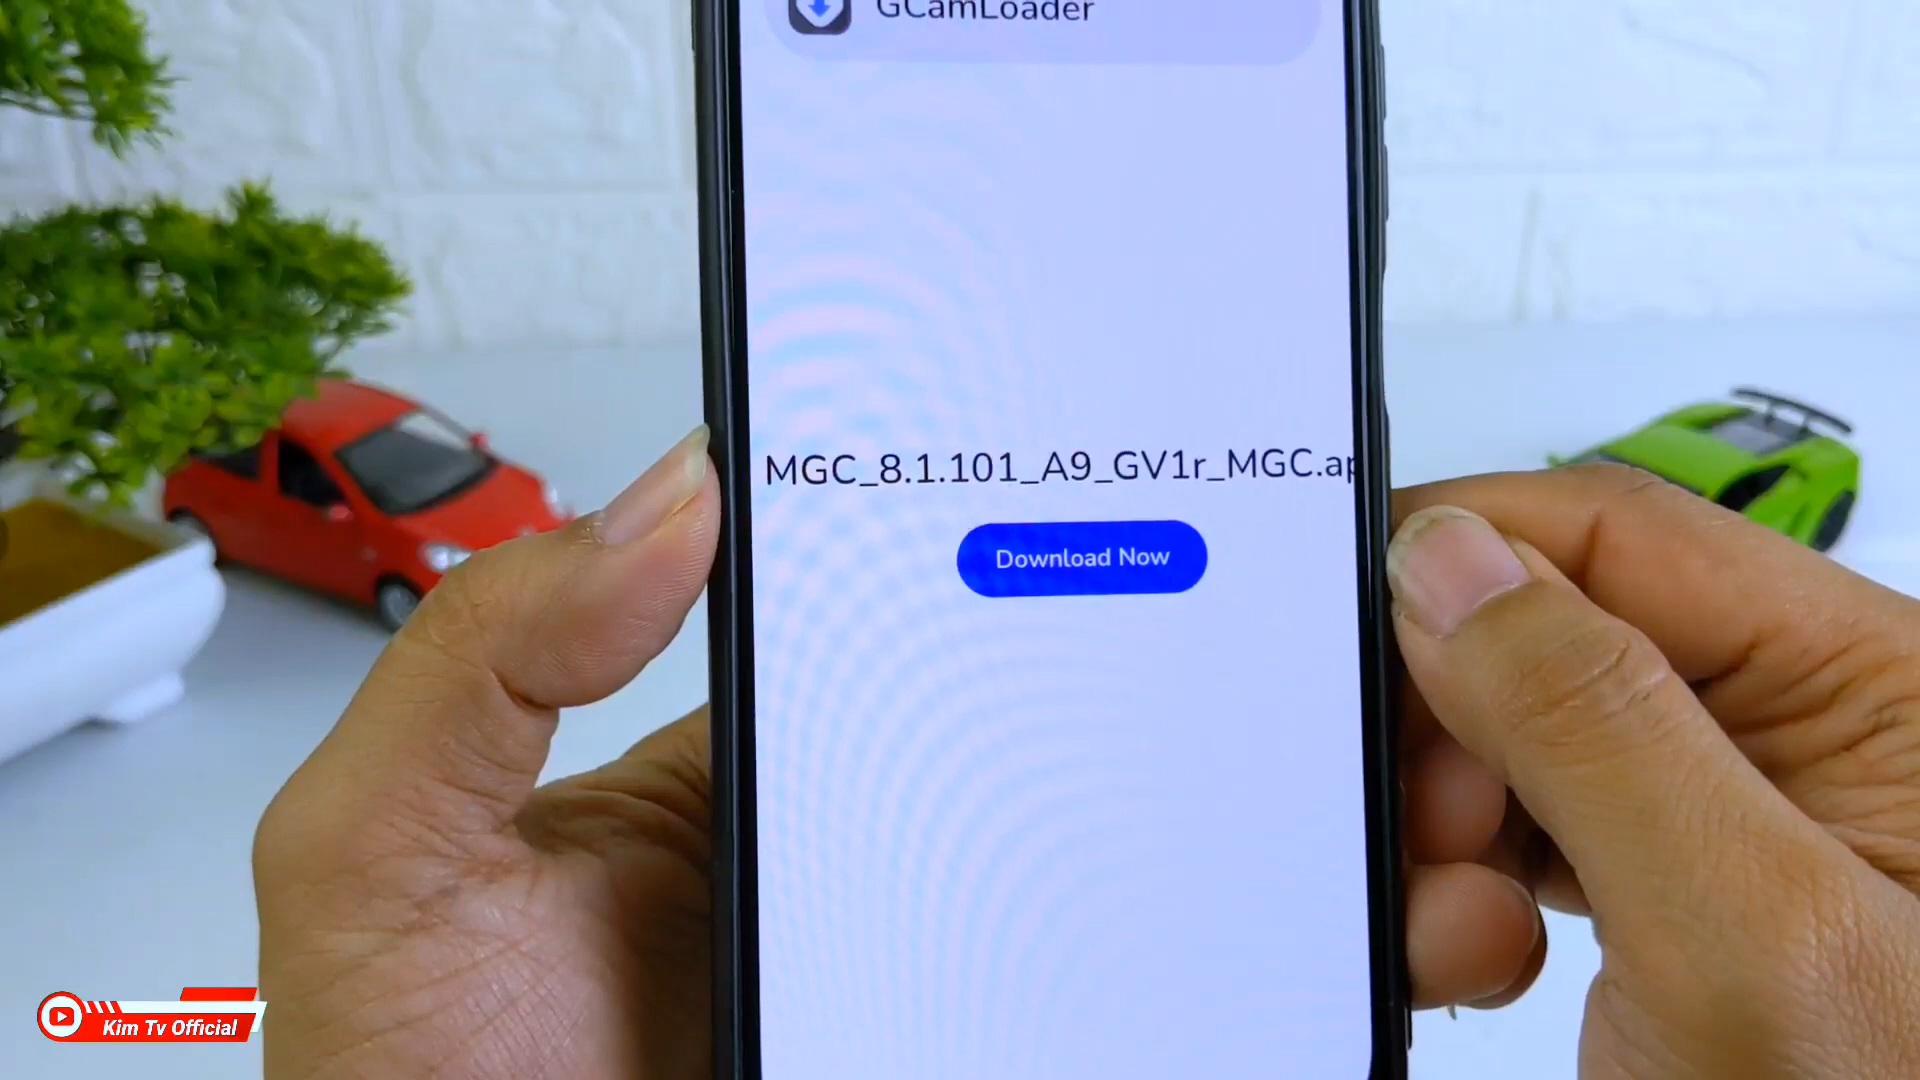 GCamLoader
MGC_8.1.101_A9_GV1r_MGC.ap
Download Now
Kim Tv Official